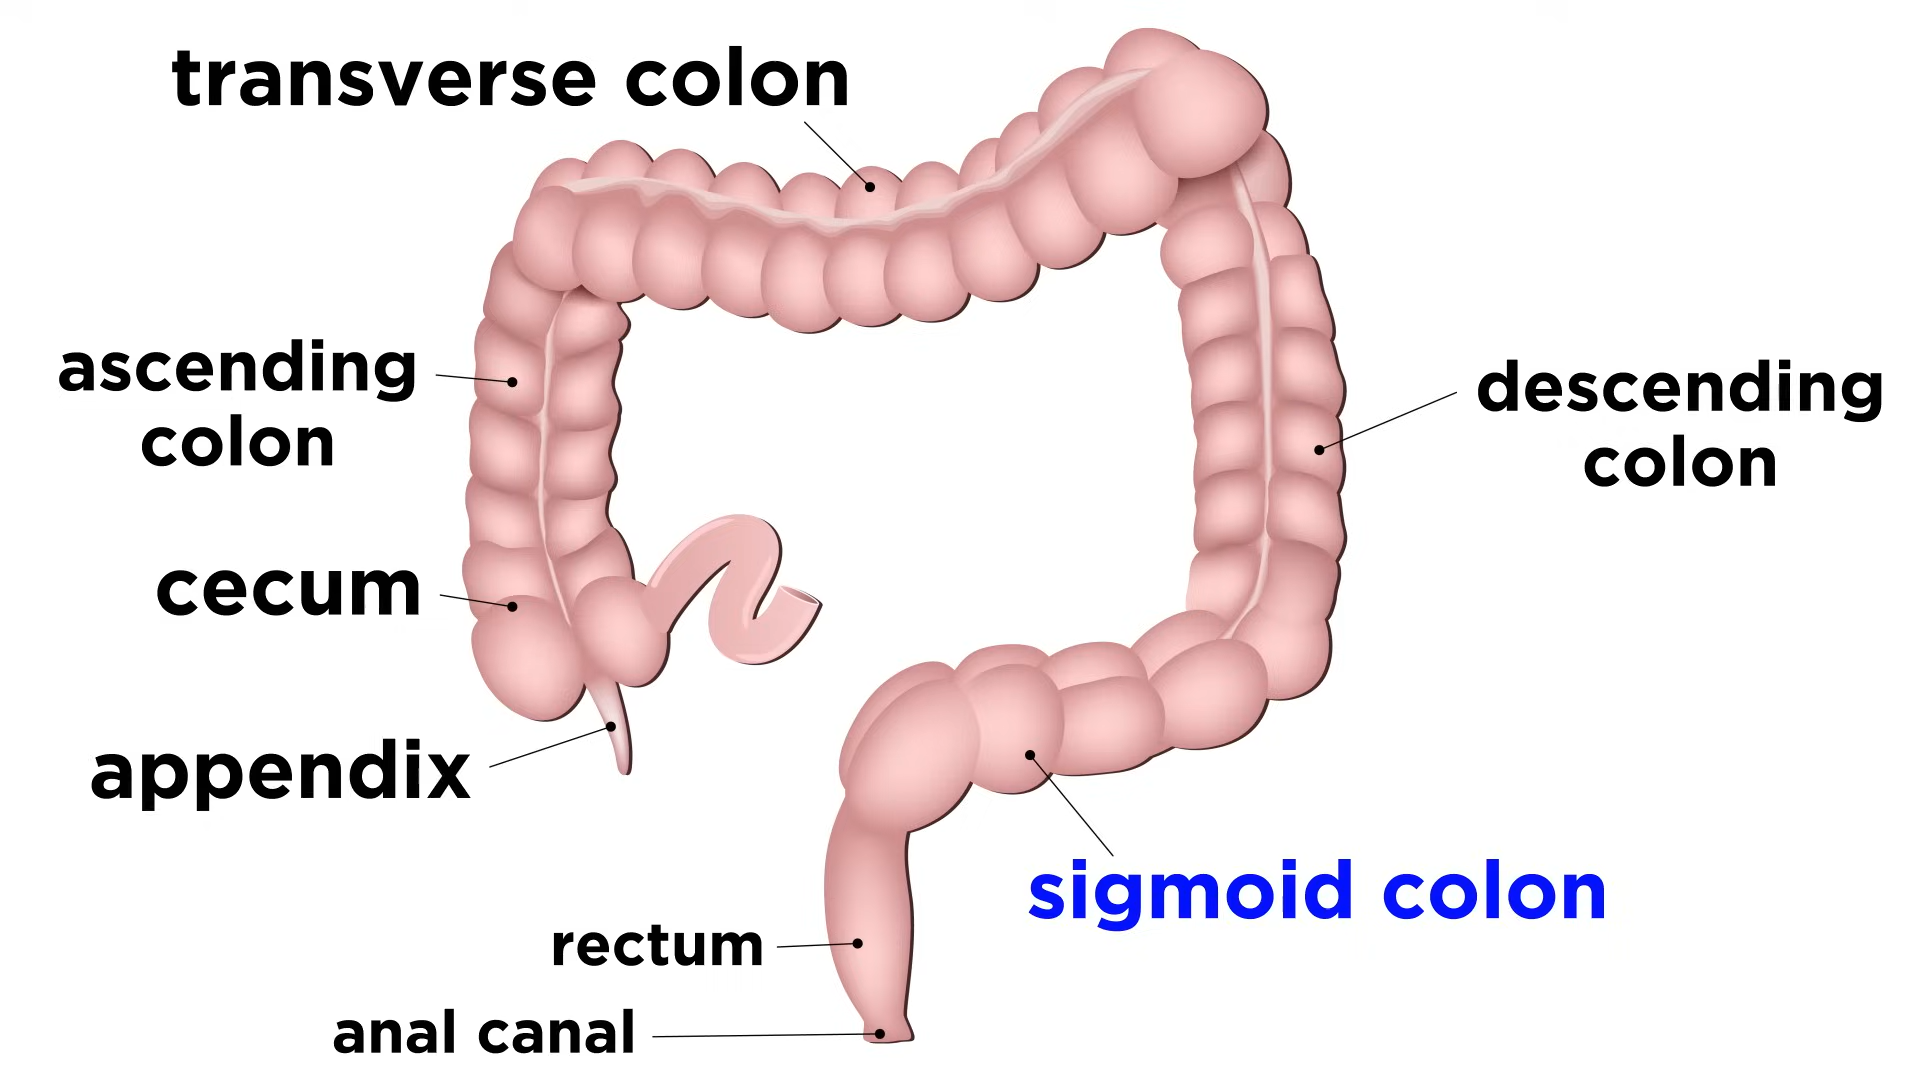 transverse colon
ascending
colon
descending
colon
cecum
appendix
sigmoid colon
rectum
anal canal